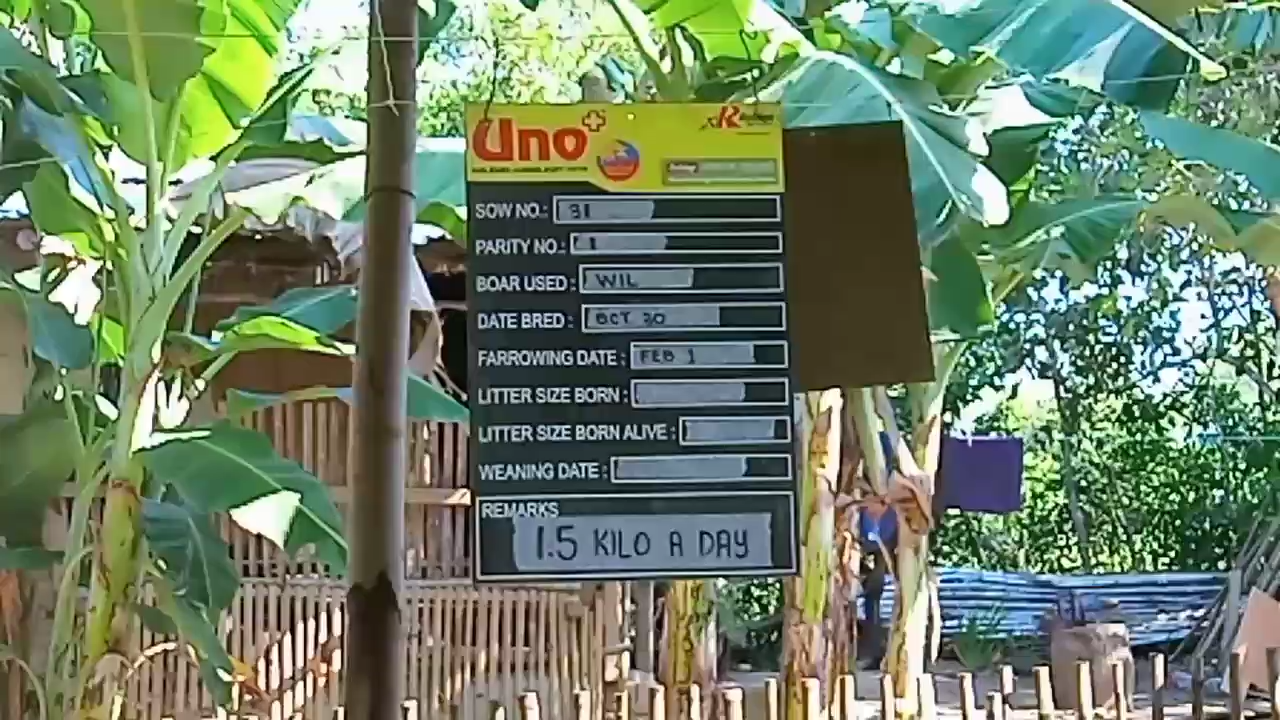 Uno+
SOW NO.: 31
PARITY NO.: 1
BOAR USED: WIL
DATE BRED: OCT 30
FARROWING DATE: FEB 1
LITTER SIZE BORN:
LITTER SIZE BORN ALIVE:
WEANING DATE:
REMARKS
1.5 KILO A DAY